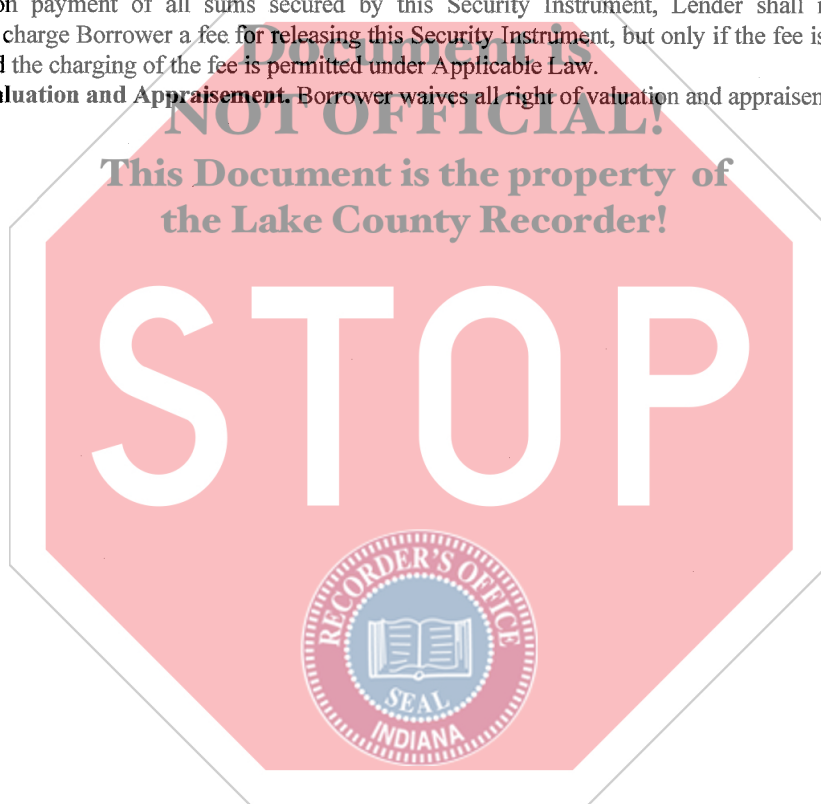 on payment of all sums secured by this Security Instrument, Lender shall
charge Borrower a fee for releasing this Security Instrument, but only if the fee is
the charging of the fee is permitted under Applicable Law.
aluation and Appraisement. Borrower waives all right of valuation and appraisem
Document is
NOT OFFICIAL!
This Document is the property of
the Lake County Recorder!
STOP
RECORDER'S OFFICE
SEAL
INDIANA